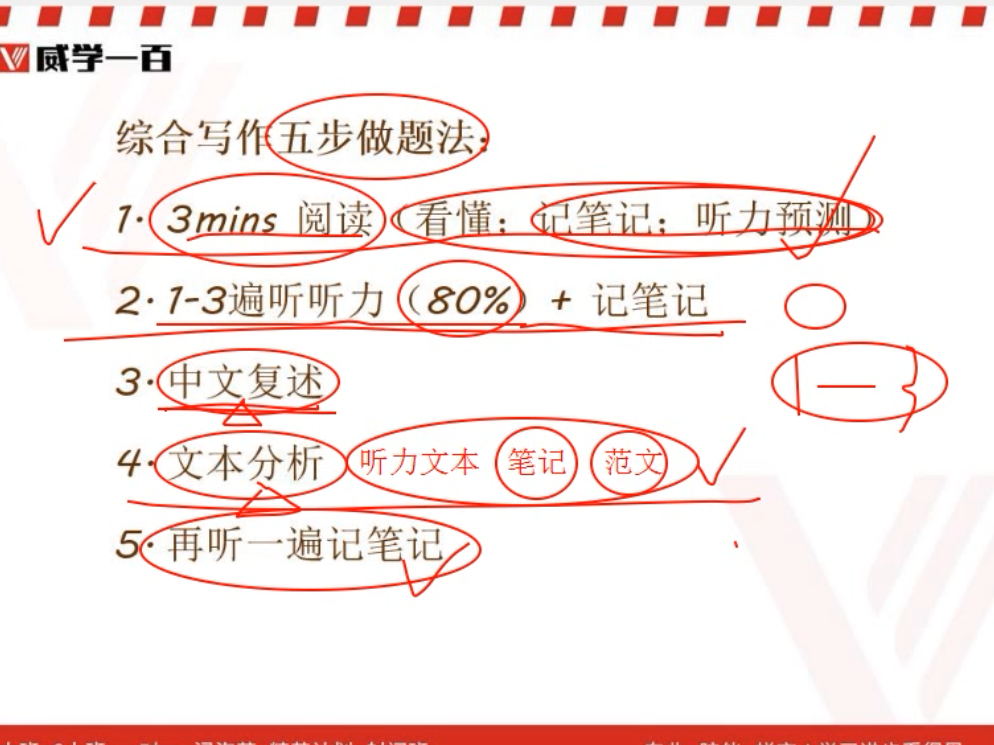 威学一百
综合写作五步做题法：
1. 3mins 阅读（看懂；记笔记；听力预测）
2. 1-3遍听听力（80%）+ 记笔记
3. 中文复述
4. 文本分析 听力文本 笔记 范文
5. 再听一遍记笔记